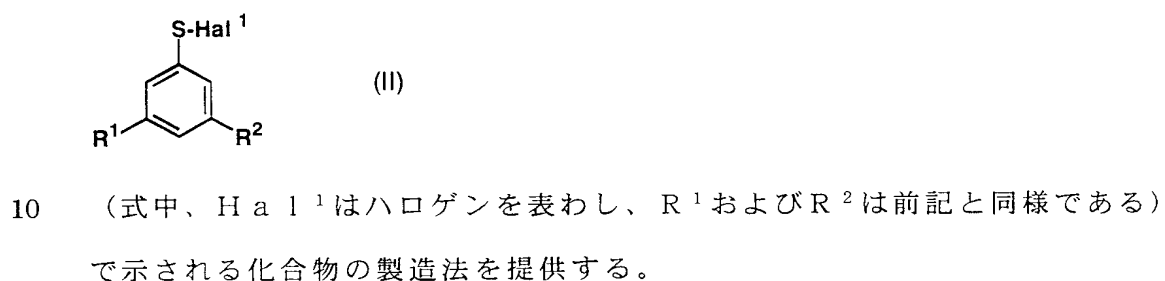 S-Hal ¹
(II)
R¹ R²
10 （式中、Ｈａｌ¹はハロゲンを表わし、Ｒ¹およびＲ²は前記と同様である）
で示される化合物の製造法を提供する。